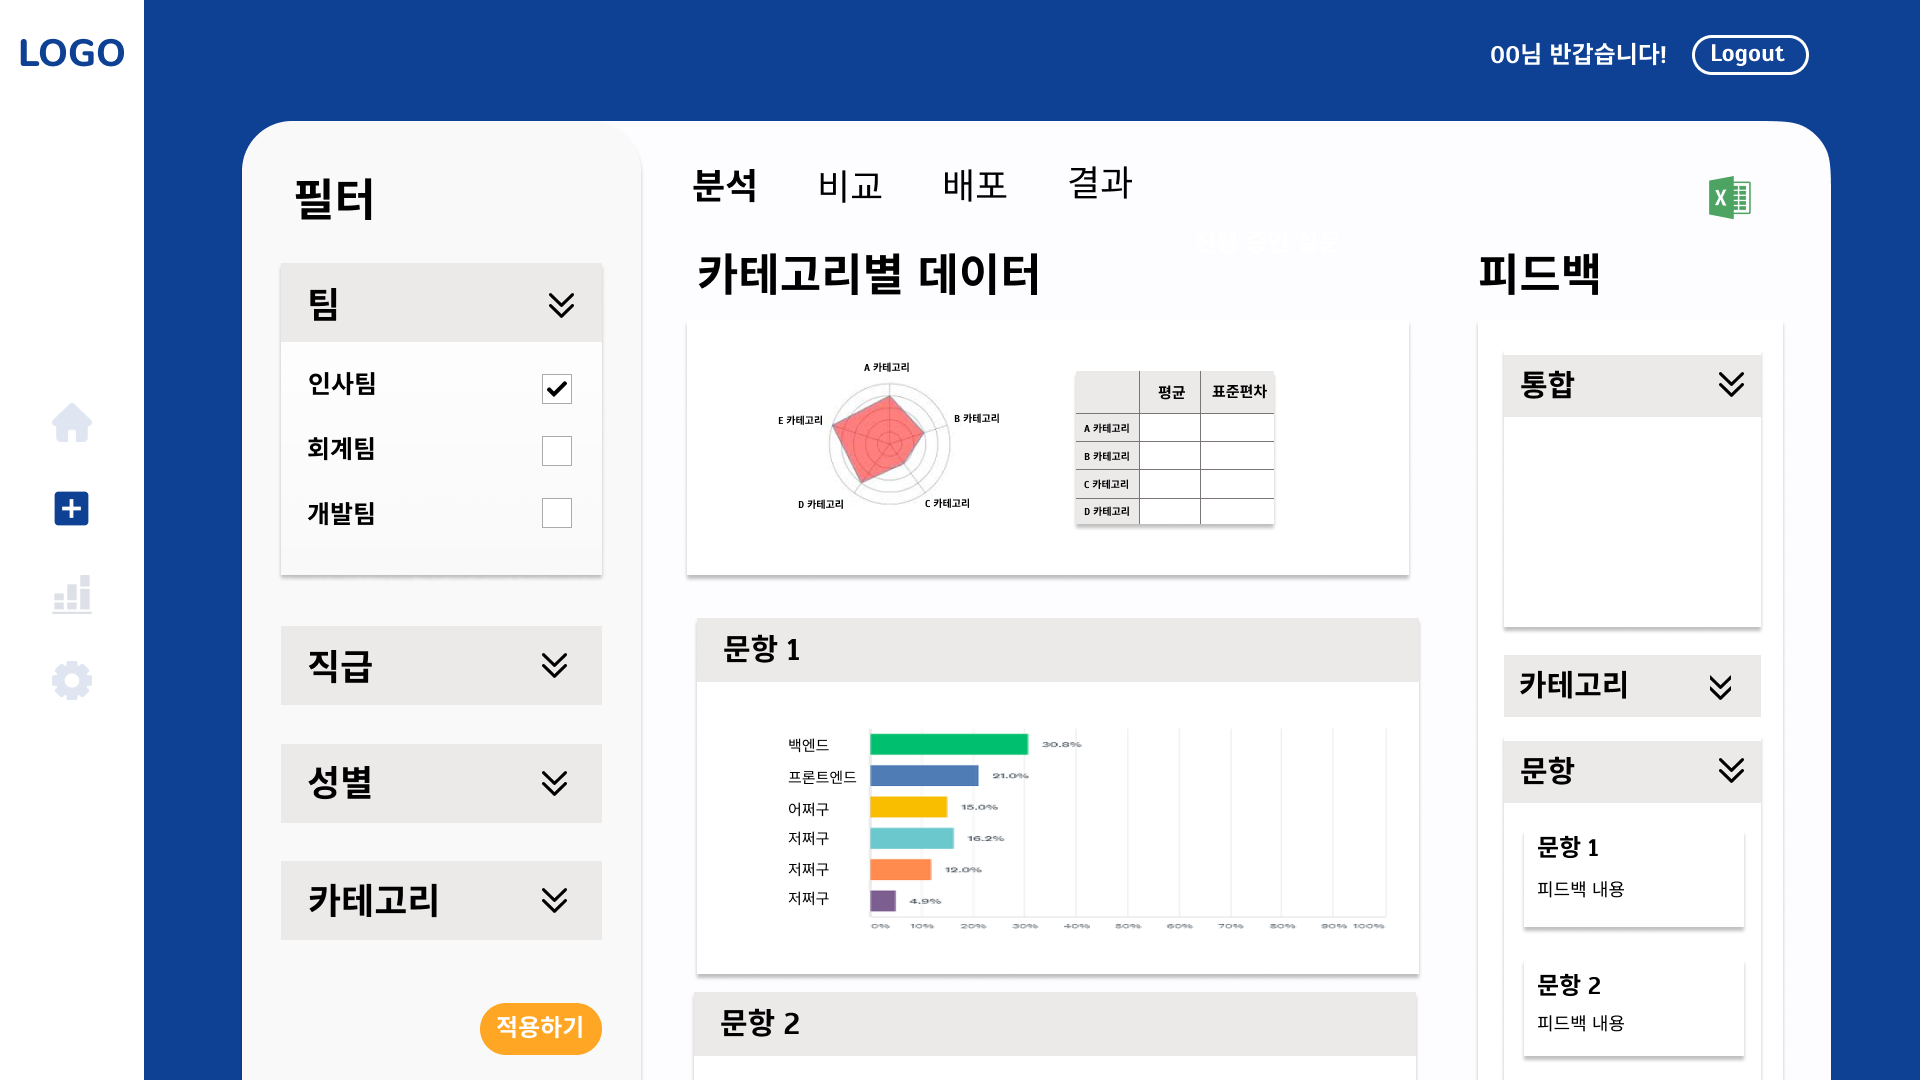 LOGO
00님 반갑습니다!
Logout
필터
팀
인사팀
회계팀
개발팀
직급
성별
카테고리
적용하기
분석
비교
배포
결과
카테고리별 데이터
A 카테고리
B 카테고리
C 카테고리
D 카테고리
E 카테고리
평균 표준편차
A 카테고리
B 카테고리
C 카테고리
D 카테고리
문항 1
백엔드 30.8%
프론트엔드 21.0%
어쩌구 15.0%
저쩌구 16.2%
저쩌구 12.0%
저쩌구 4.9%
0% 10% 20% 30% 40% 50% 60% 70% 80% 90% 100%
문항 2
X
피드백
통합
카테고리
문항
문항 1
피드백 내용
문항 2
피드백 내용